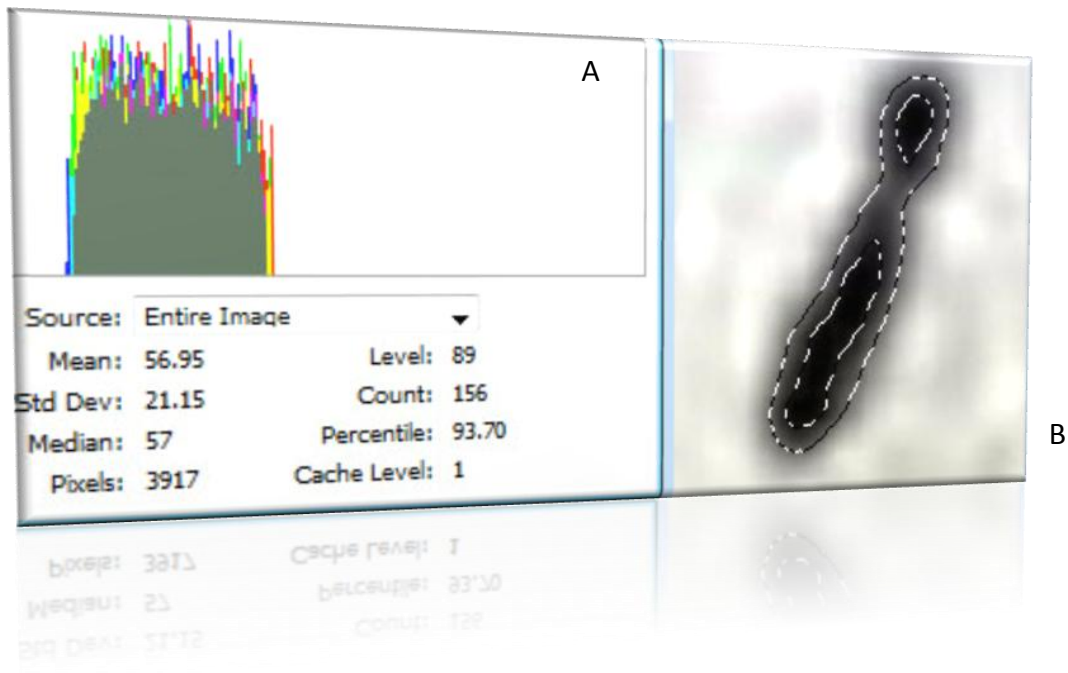 A
Source: Entire Image
Mean: 56.95 Level: 89
Std Dev: 21.15 Count: 156
Median: 57 Percentile: 93.70
Pixels: 3917 Cache Level: 1
B